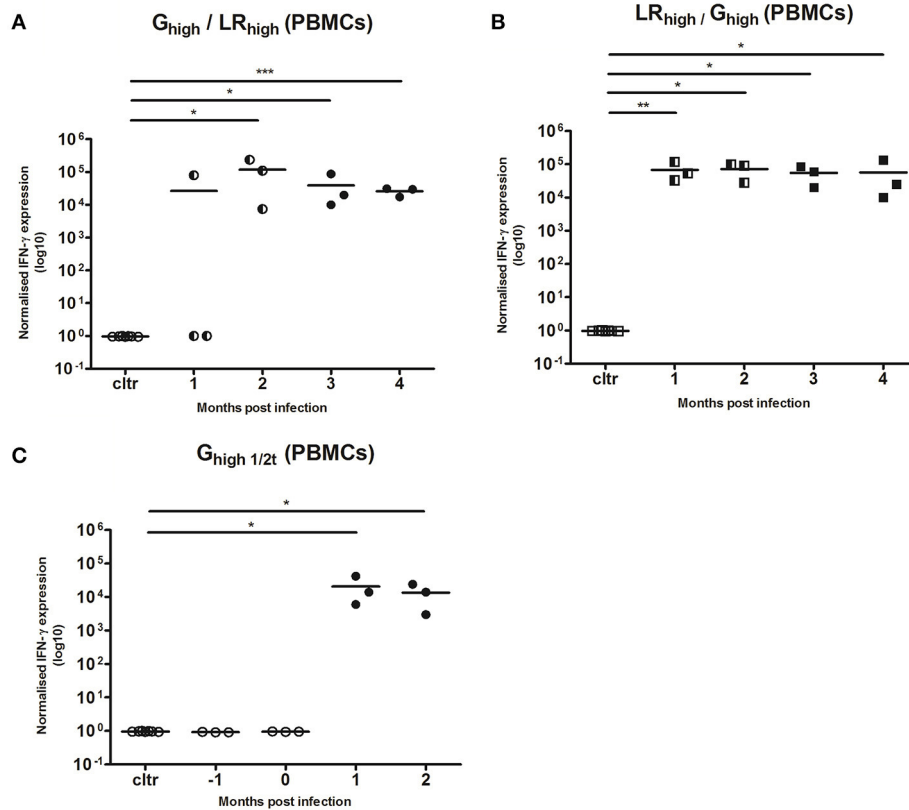 A
G_high / LR_high (PBMCs)
***
*
*
Normalised IFN-γ expression
(log10)
10^6
10^5
10^4
10^3
10^2
10^1
10^0
10^-1
cltr 1 2 3 4
Months post infection
B
LR_high / G_high (PBMCs)
*
*
*
**
Normalised IFN-γ expression
(log10)
10^6
10^5
10^4
10^3
10^2
10^1
10^0
10^-1
cltr 1 2 3 4
Months post infection
C
G_high 1/2t (PBMCs)
*
*
Normalised IFN-γ expression
(log10)
10^6
10^5
10^4
10^3
10^2
10^1
10^0
10^-1
cltr -1 0 1 2
Months post infection